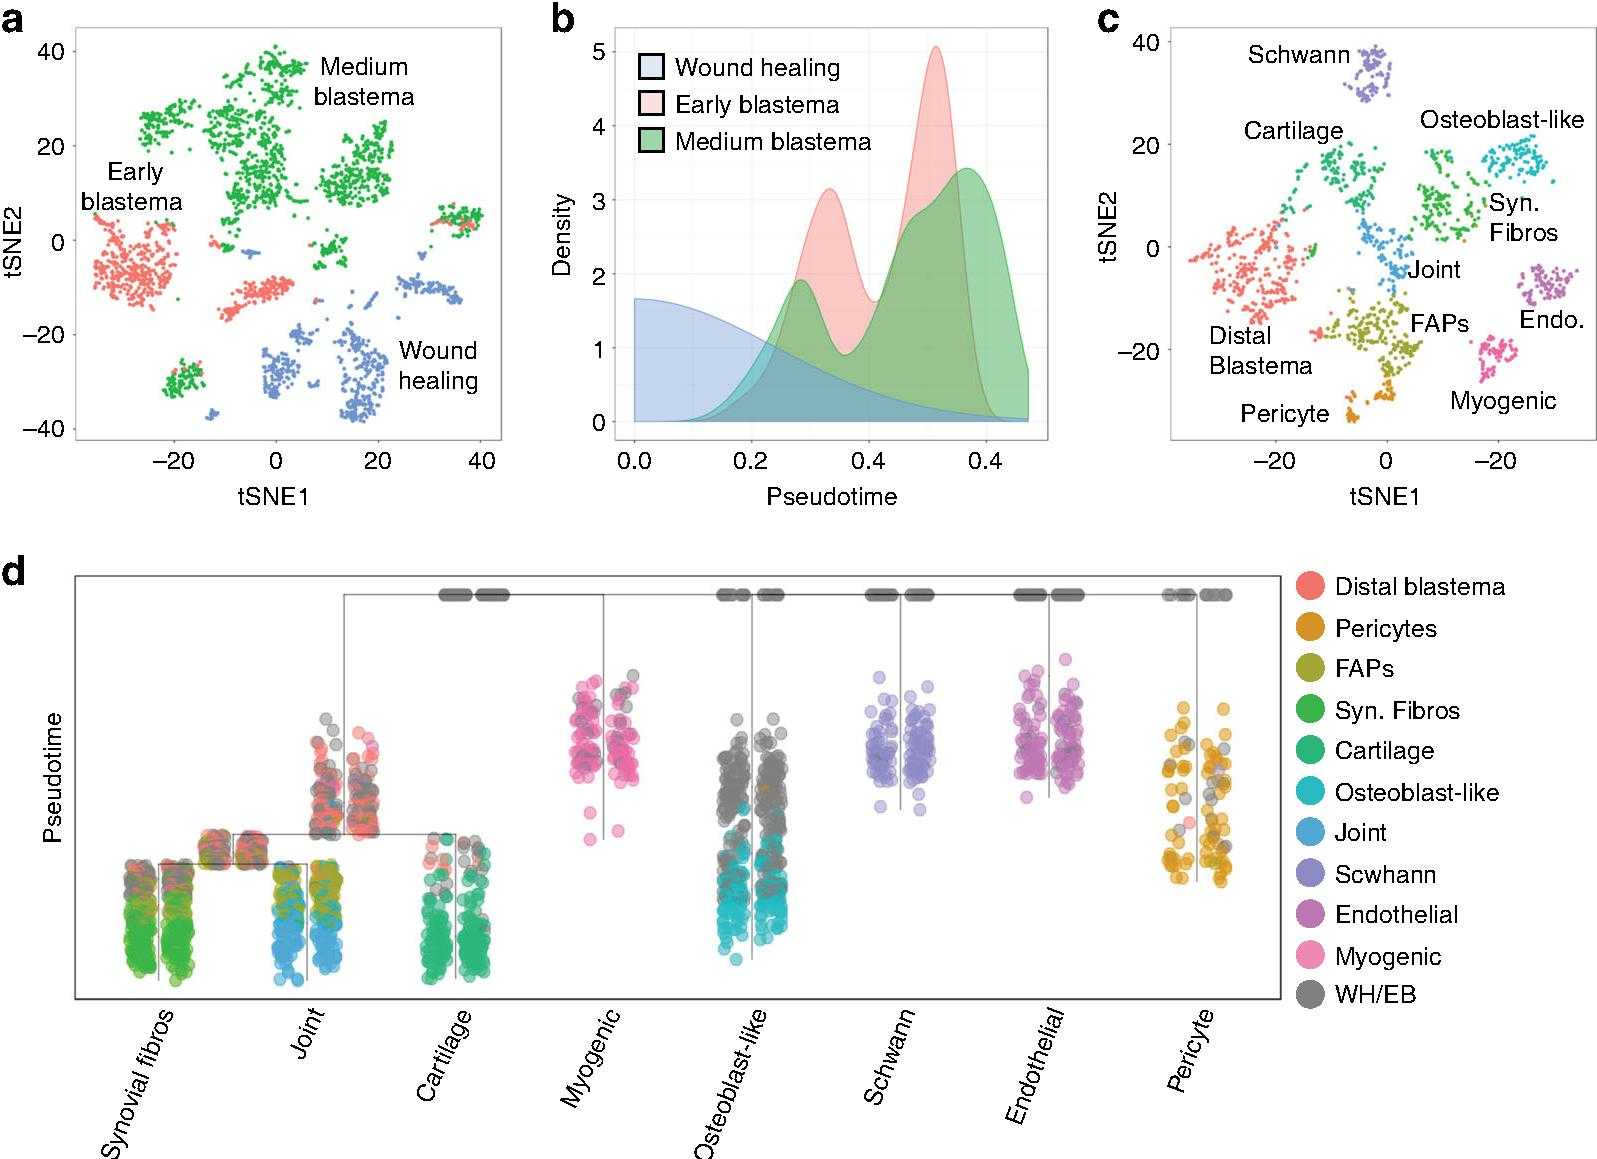 a
40
20
0
−20
−40
tSNE2
Medium
blastema
Early
blastema
Wound
healing
−20
0
20
40
tSNE1
b
5
4
3
2
1
0
Density
Wound healing
Early blastema
Medium blastema
0.0
0.2
0.4
0.4
Pseudotime
c
40
20
0
−20
tSNE2
Schwann
Cartilage
Osteoblast-like
Syn.
Fibros
Joint
Endo.
FAPs
Distal
Blastema
Myogenic
Pericyte
−20
0
−20
tSNE1
d
Pseudotime
Synovial fibros
Joint
Cartilage
Myogenic
Osteoblast-like
Schwann
Endothelial
Pericyte
Distal blastema
Pericytes
FAPs
Syn. Fibros
Cartilage
Osteoblast-like
Joint
Scwhann
Endothelial
Myogenic
WH/EB